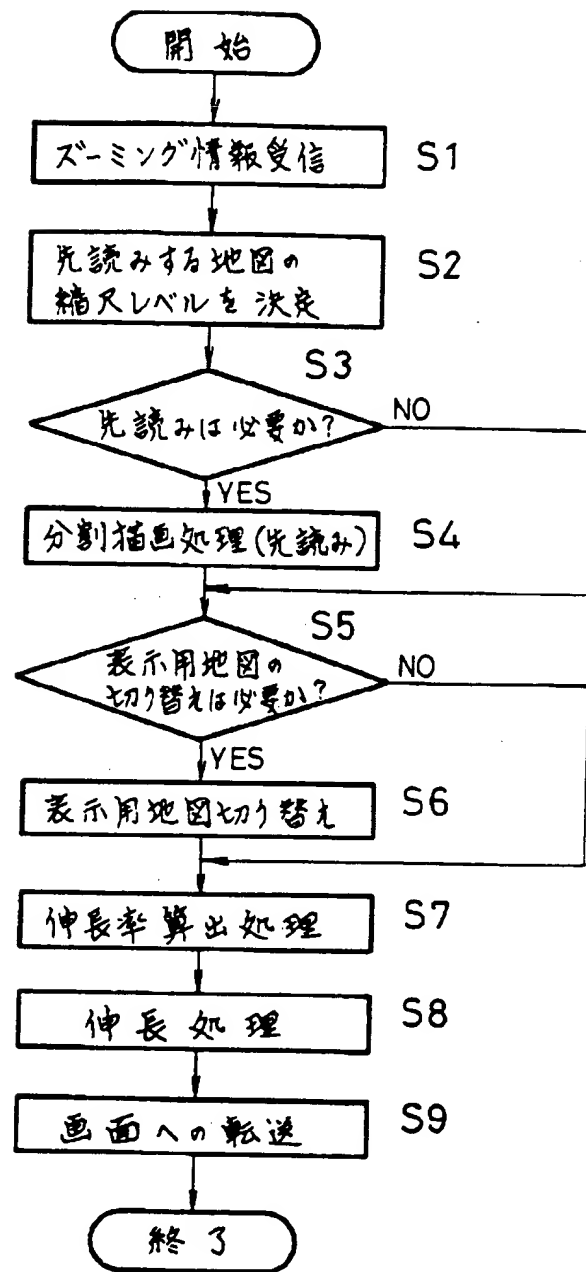 開始
ズーミング情報受信
S1
先読みする地図の
縮尺レベルを決定
S2
S3
先読みは必要か?
NO
YES
分割描画処理(先読み)
S4
S5
表示用地図の
切り替えは必要か?
NO
YES
表示用地図切り替え
S6
伸長率算出処理
S7
伸長処理
S8
画面への転送
S9
終了